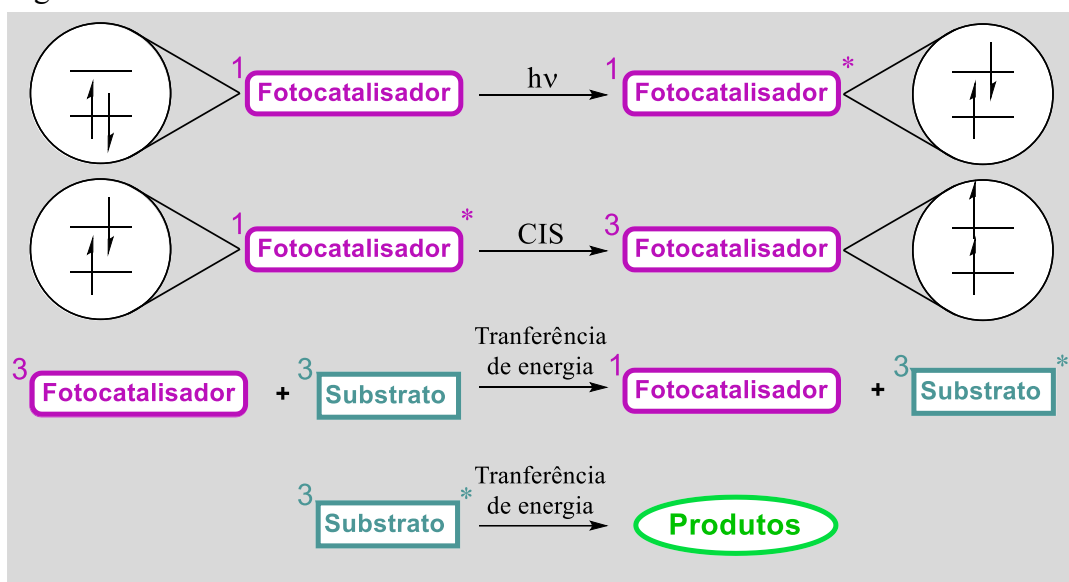 1 Fotocatalisador hν 1 Fotocatalisador *
1 Fotocatalisador * CIS 3 Fotocatalisador
Tranferência
de energia
3 Fotocatalisador + 3 Substrato 1 Fotocatalisador + 3 Substrato *
Tranferência
de energia
3 Substrato * Produtos